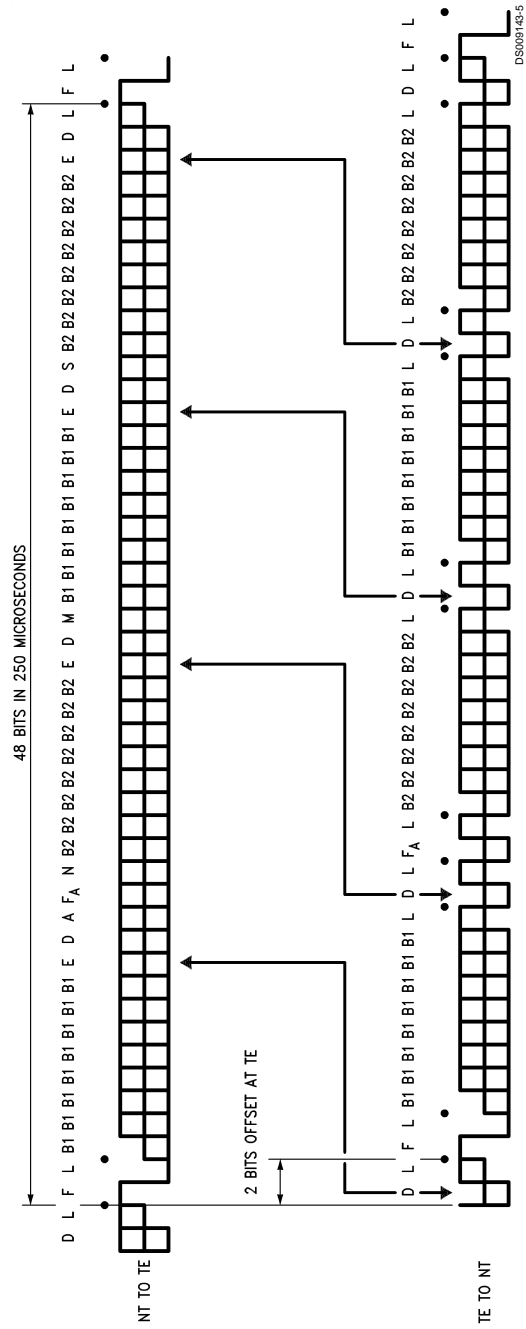 48 BITS IN 250 MICROSECONDS
D L F L B1 B1 B1 B1 B1 B1 B1 B1 E D A FA N B2 B2 B2 B2 B2 B2 B2 B2 E D M B1 B1 B1 B1 B1 B1 B1 B1 E D S B2 B2 B2 B2 B2 B2 B2 B2 E D L F L
NT TO TE
2 BITS OFFSET AT TE
D L F L B1 B1 B1 B1 B1 B1 B1 B1 L D L FA L B2 B2 B2 B2 B2 B2 B2 B2 L D L B1 B1 B1 B1 B1 B1 B1 B1 L D L B2 B2 B2 B2 B2 B2 B2 B2 L D L F L
TE TO NT
DS009143-5